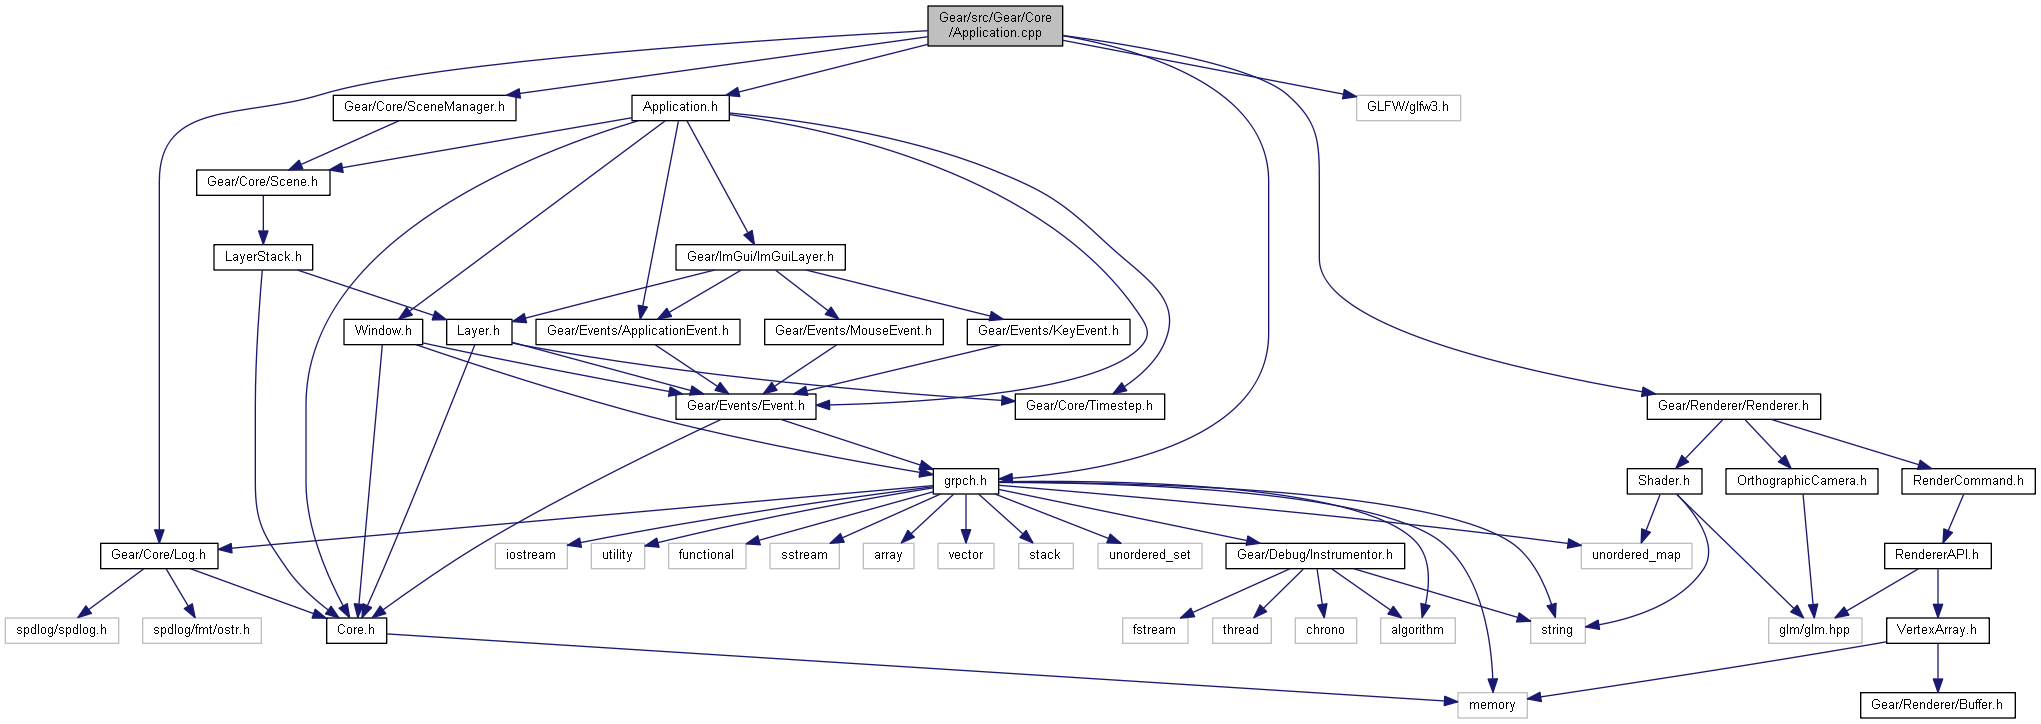 Gear/src/Gear/Core
/Application.cpp
Gear/Core/SceneManager.h
Application.h
GLFW/glfw3.h
Gear/Core/Scene.h
LayerStack.h
Gear/ImGui/ImGuiLayer.h
Window.h
Layer.h
Gear/Events/ApplicationEvent.h
Gear/Events/MouseEvent.h
Gear/Events/KeyEvent.h
Gear/Events/Event.h
Gear/Core/Timestep.h
Gear/Renderer/Renderer.h
grpch.h
Shader.h
OrthographicCamera.h
RenderCommand.h
Gear/Core/Log.h
iostream
utility
functional
sstream
array
vector
stack
unordered_set
Gear/Debug/Instrumentor.h
unordered_map
RendererAPI.h
spdlog/spdlog.h
spdlog/fmt/ostr.h
Core.h
fstream
thread
chrono
algorithm
string
glm/glm.hpp
VertexArray.h
memory
Gear/Renderer/Buffer.h